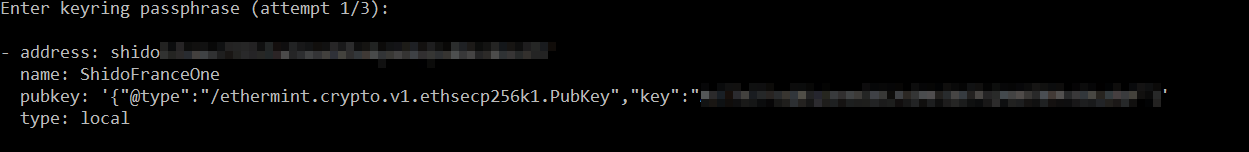 Enter keyring passphrase (attempt 1/3):
- address: shido
name: ShidoFranceOne
pubkey: '{"@type":"/ethermint.crypto.v1.ethsecp256k1.PubKey","key":"
type: local